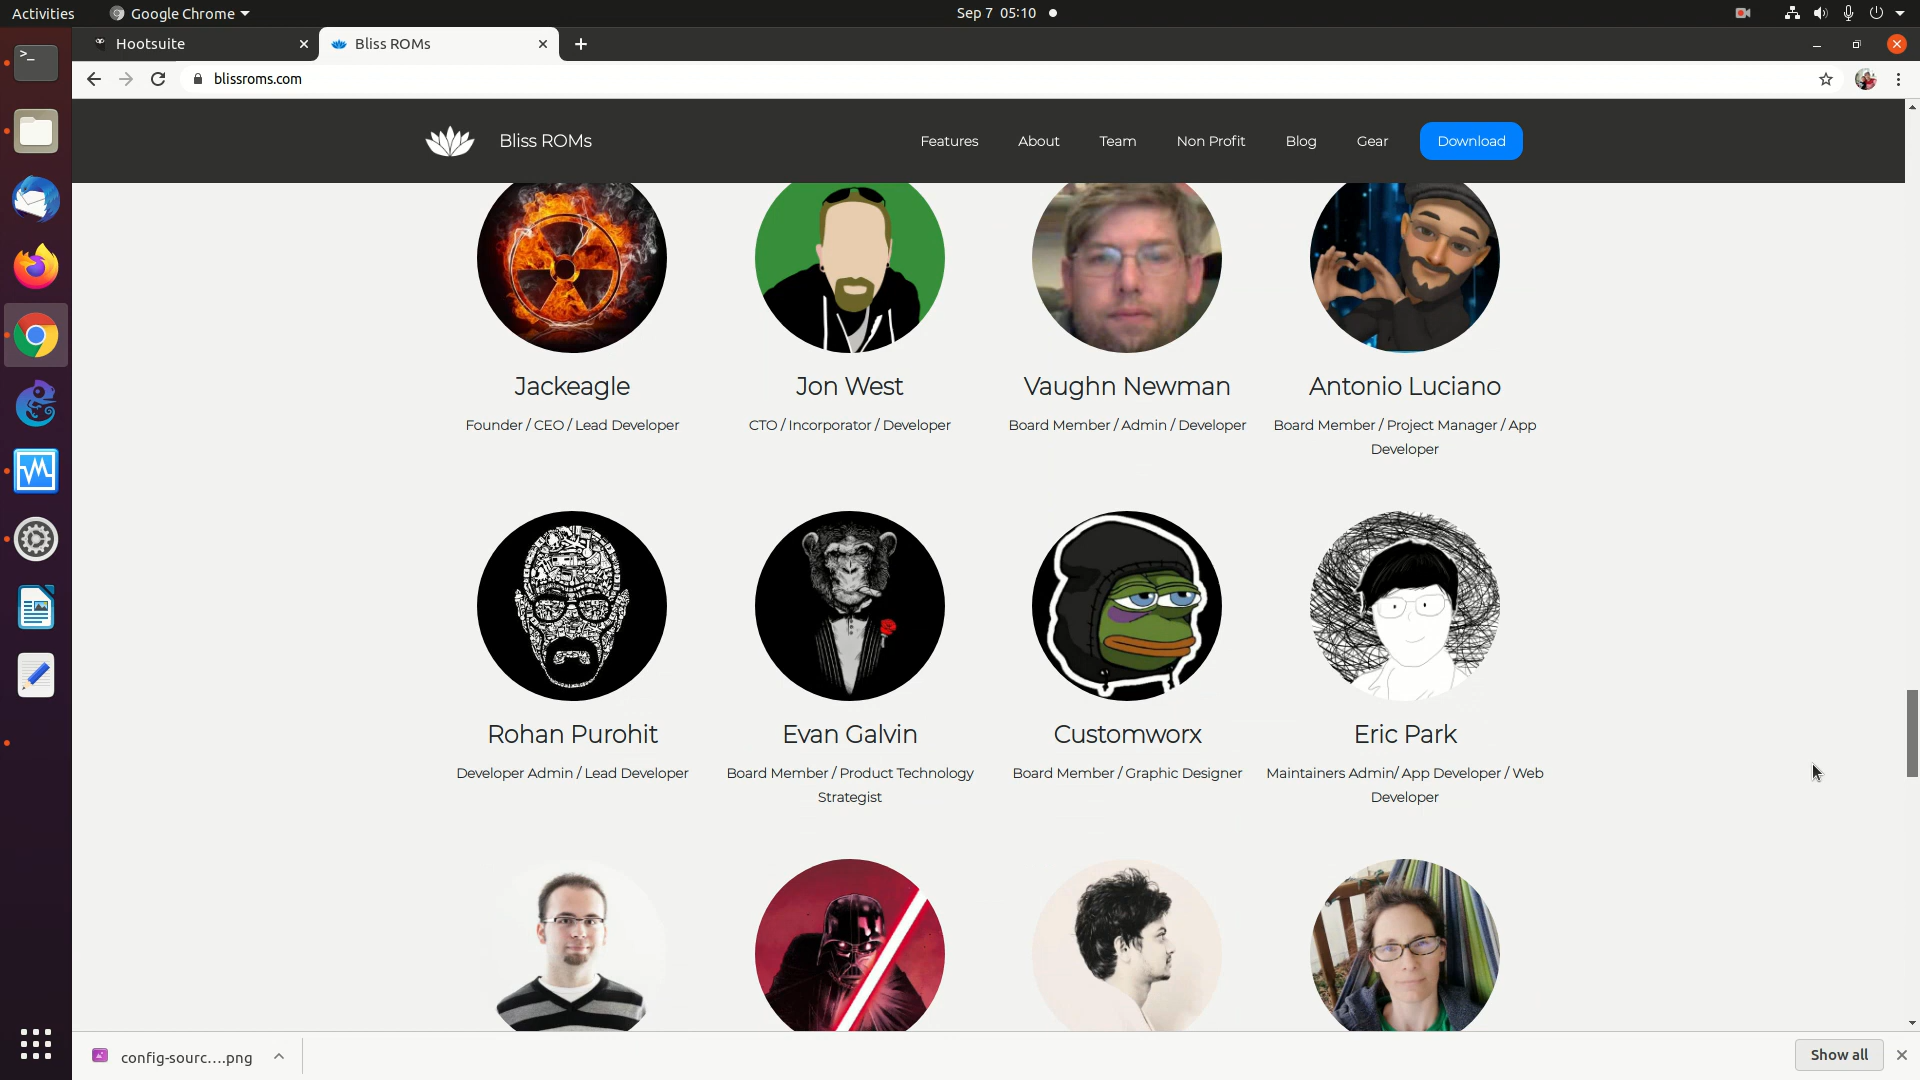 Activities
Google Chrome
Sep 7 05:10
Hootsuite
Bliss ROMs
blissroms.com
Bliss ROMs
Features
About
Team
Non Profit
Blog
Gear
Download
Jackeagle
Jon West
Vaughn Newman
Antonio Luciano
Founder / CEO / Lead Developer
CTO / Incorporator / Developer
Board Member / Admin / Developer
Board Member / Project Manager / App
Developer
Rohan Purohit
Evan Galvin
Customworx
Eric Park
Developer Admin / Lead Developer
Board Member / Product Technology
Strategist
Board Member / Graphic Designer
Maintainers Admin/ App Developer / Web
Developer
config-sourc....png
Show all